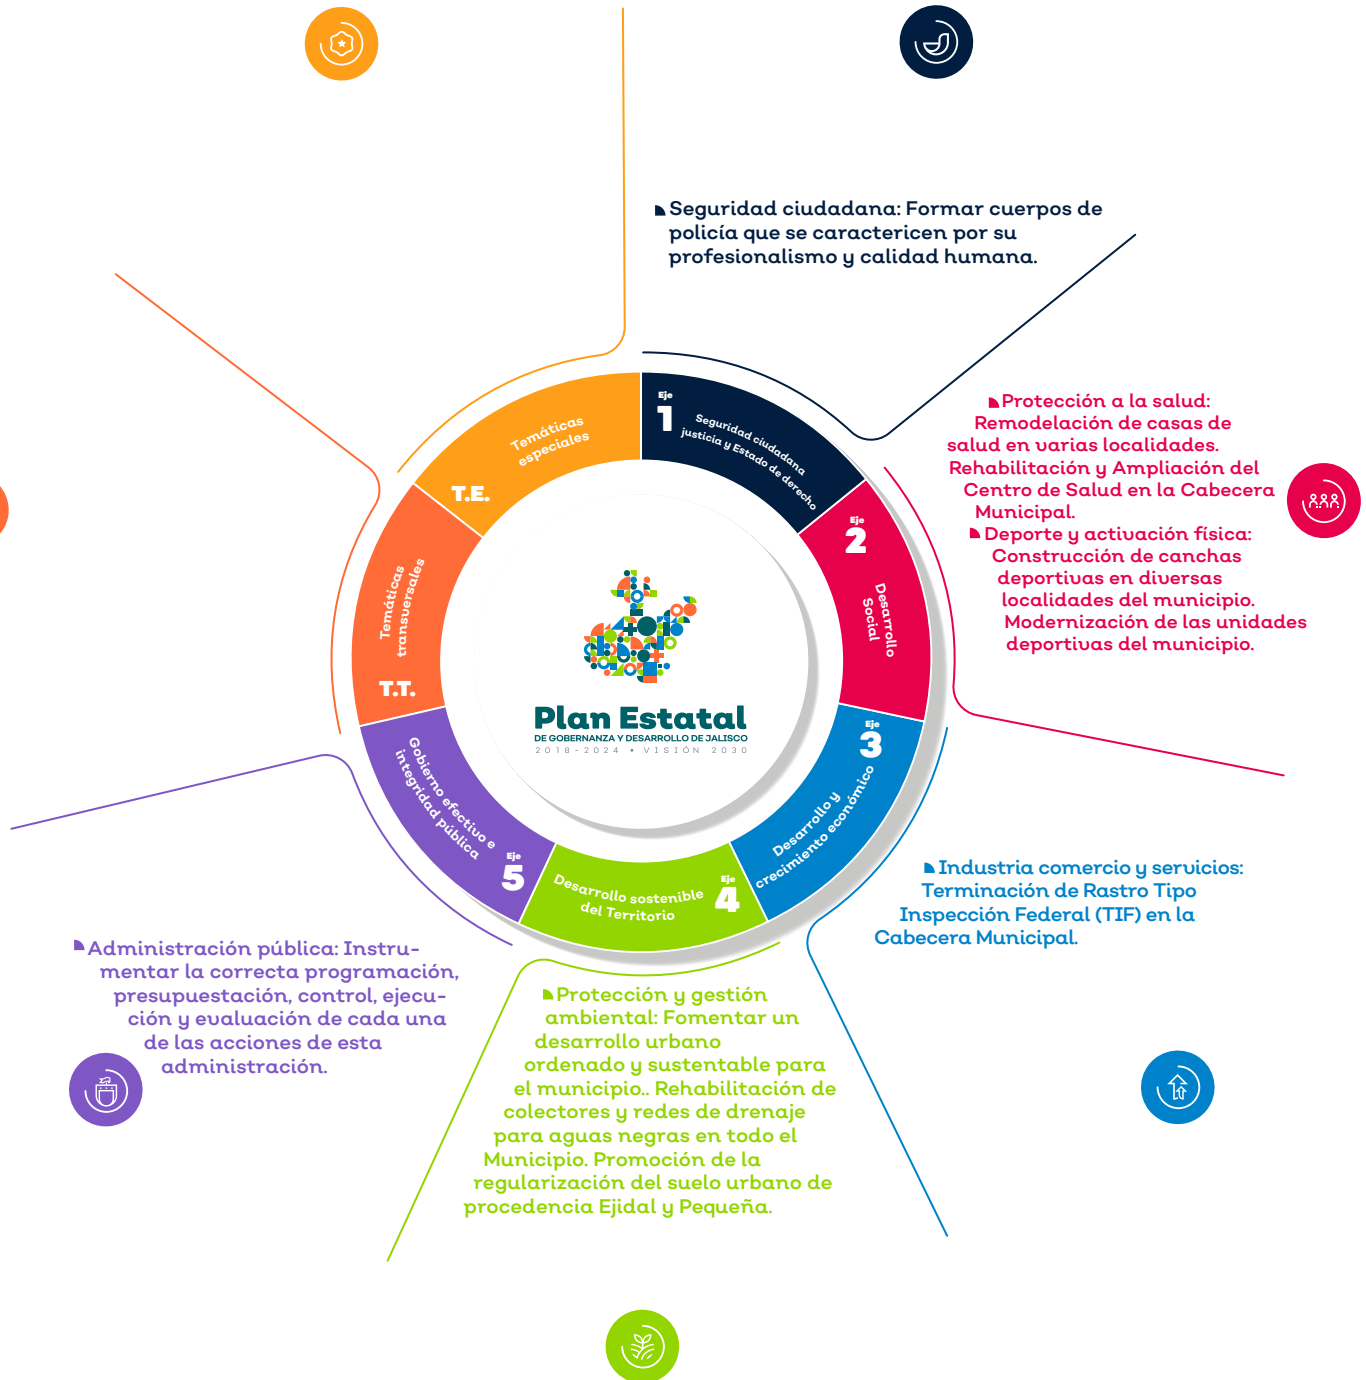 Seguridad ciudadana: Formar cuerpos de
policía que se caractericen por su
profesionalismo y calidad humana.
Eje
1
Seguridad ciudadana
justicia y Estado de derecho
Temáticas
especiales
T.E.
Protección a la salud:
Remodelación de casas de
salud en varias localidades.
Rehabilitación y Ampliación del
Centro de Salud en la Cabecera
Municipal.
Deporte y activación física:
Construcción de canchas
deportivas en diversas
localidades del municipio.
Modernización de las unidades
deportivas del municipio.
Eje
2
Desarrollo
Social
Temáticas
transversales
T.T.
Plan Estatal
DE GOBERNANZA Y DESARROLLO DE JALISCO
2018-2024 • VISIÓN 2030
Eje
3
Desarrollo y
crecimiento económico
Gobierno efectivo e
integridad pública
Eje
5
Desarrollo sostenible
del Territorio
Eje
4
Industria comercio y servicios:
Terminación de Rastro Tipo
Inspección Federal (TIF) en la
Cabecera Municipal.
Administración pública: Instru-
mentar la correcta programación,
presupuestación, control, ejecu-
ción y evaluación de cada una
de las acciones de esta
administración.
Protección y gestión
ambiental: Fomentar un
desarrollo urbano
ordenado y sustentable para
el municipio.. Rehabilitación de
colectores y redes de drenaje
para aguas negras en todo el
Municipio. Promoción de la
regularización del suelo urbano de
procedencia Ejidal y Pequeña.